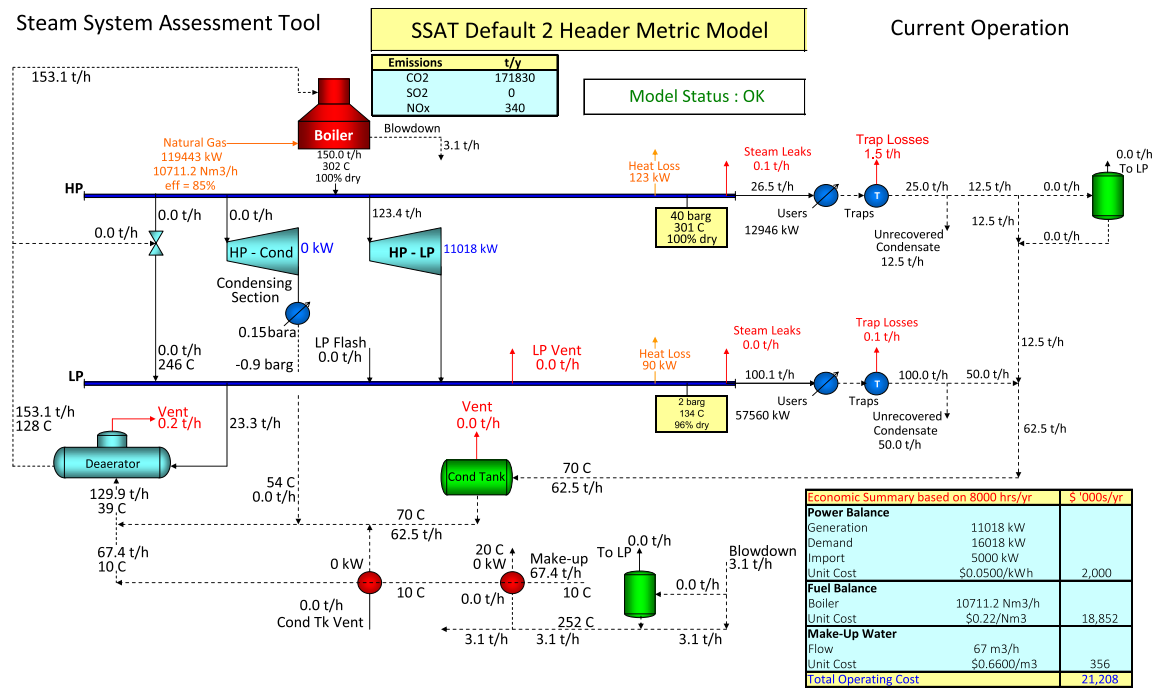 Steam System Assessment Tool
SSAT Default 2 Header Metric Model
Current Operation
Emissions t/y
CO2 171830
SO2 0
NOx 340
Model Status : OK
153.1 t/h
Boiler
Blowdown
3.1 t/h
Natural Gas
119443 kW
10711.2 Nm3/h
eff = 85%
150.0 t/h
302 C
100% dry
HP
Heat Loss
123 kW
Steam Leaks
0.1 t/h
Trap Losses
1.5 t/h
0.0 t/h
To LP
26.5 t/h
25.0 t/h
12.5 t/h
0.0 t/h
T
Users
Traps
12946 kW
40 barg
301 C
100% dry
Unrecovered
Condensate
12.5 t/h
12.5 t/h
0.0 t/h
0.0 t/h
0.0 t/h
123.4 t/h
0.0 t/h
HP - Cond
0 kW
HP - LP
11018 kW
Condensing
Section
0.15bara
-0.9 barg
LP Flash
0.0 t/h
0.0 t/h
246 C
LP
LP Vent
0.0 t/h
Heat Loss
90 kW
Steam Leaks
0.0 t/h
Trap Losses
0.1 t/h
12.5 t/h
100.1 t/h
100.0 t/h
50.0 t/h
T
Users
Traps
57560 kW
2 barg
134 C
96% dry
Unrecovered
Condensate
50.0 t/h
62.5 t/h
153.1 t/h
128 C
Vent
0.2 t/h
23.3 t/h
Deaerator
Vent
0.0 t/h
Cond Tank
70 C
62.5 t/h
54 C
0.0 t/h
129.9 t/h
39 C
70 C
62.5 t/h
67.4 t/h
10 C
0 kW
10 C
0.0 t/h
Cond Tk Vent
20 C
0 kW
0.0 t/h
Make-up
67.4 t/h
10 C
To LP
0.0 t/h
Blowdown
3.1 t/h
0.0 t/h
252 C
3.1 t/h
3.1 t/h
3.1 t/h
Economic Summary based on 8000 hrs/yr $ '000s/yr
Power Balance
Generation 11018 kW
Demand 16018 kW
Import 5000 kW
Unit Cost $0.0500/kWh 2,000
Fuel Balance
Boiler 10711.2 Nm3/h
Unit Cost $0.22/Nm3 18,852
Make-Up Water
Flow 67 m3/h
Unit Cost $0.6600/m3 356
Total Operating Cost 21,208